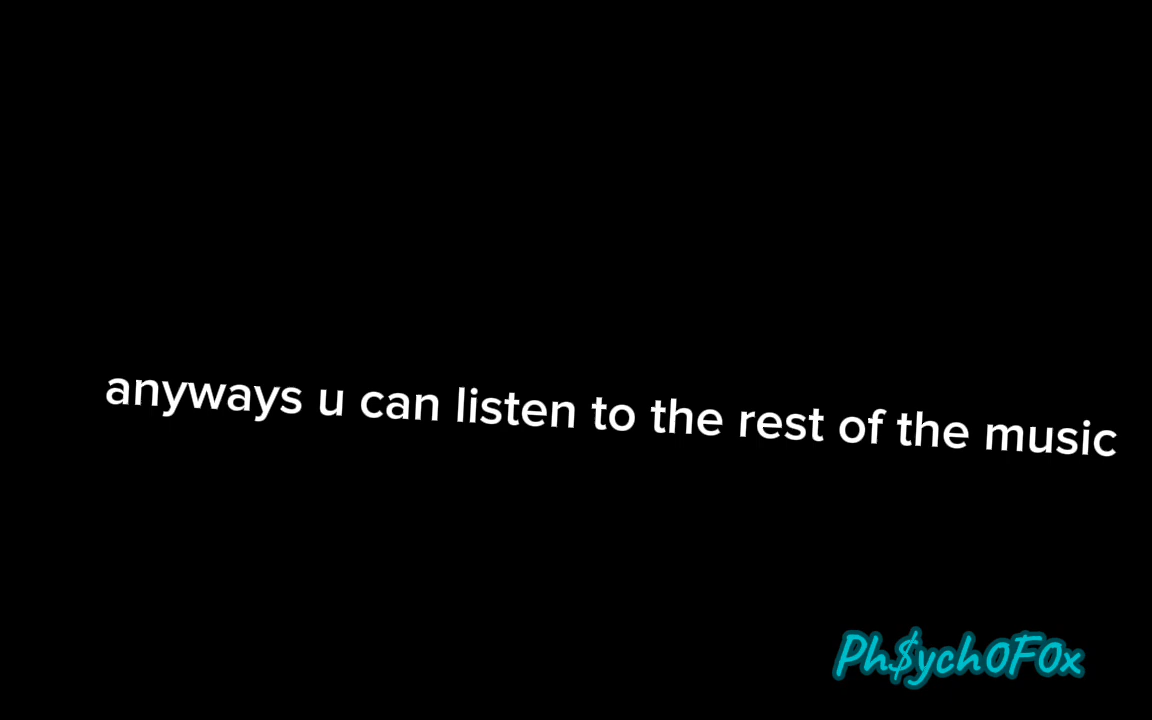 anyways u can listen to the rest of the music
Ph$ych0F0x